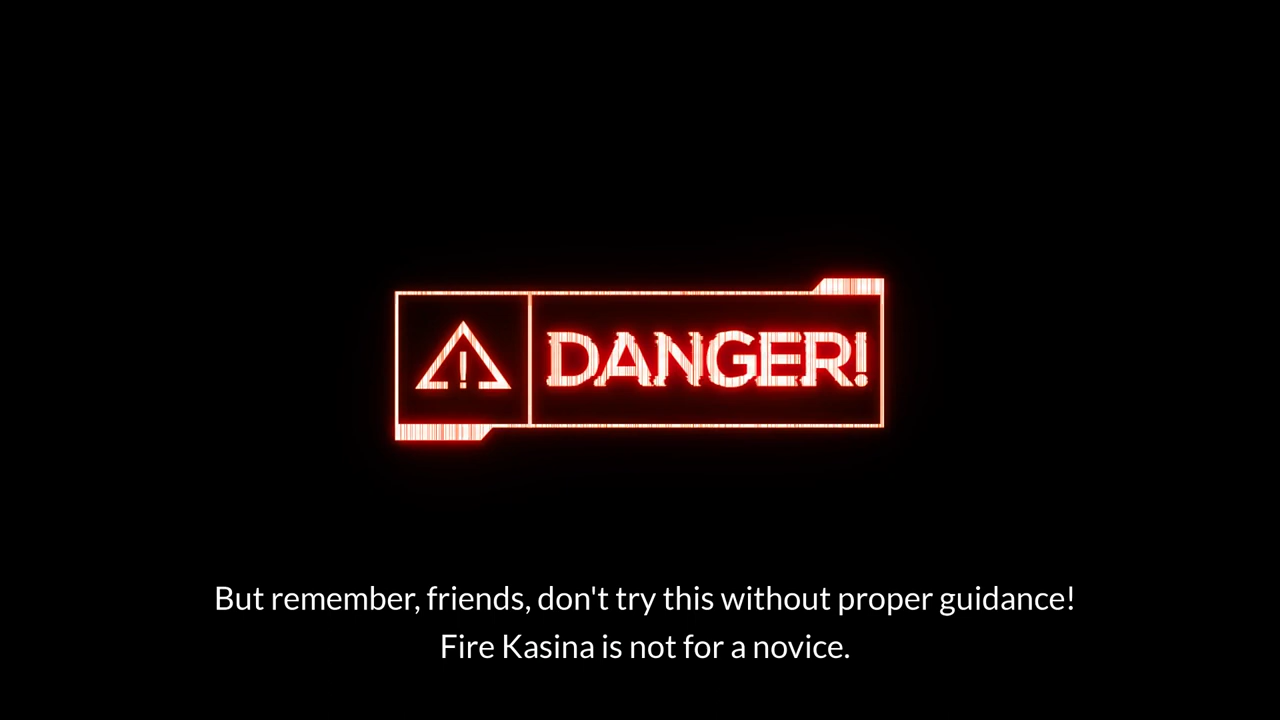 DANGER!
But remember, friends, don't try this without proper guidance!
Fire Kasina is not for a novice.